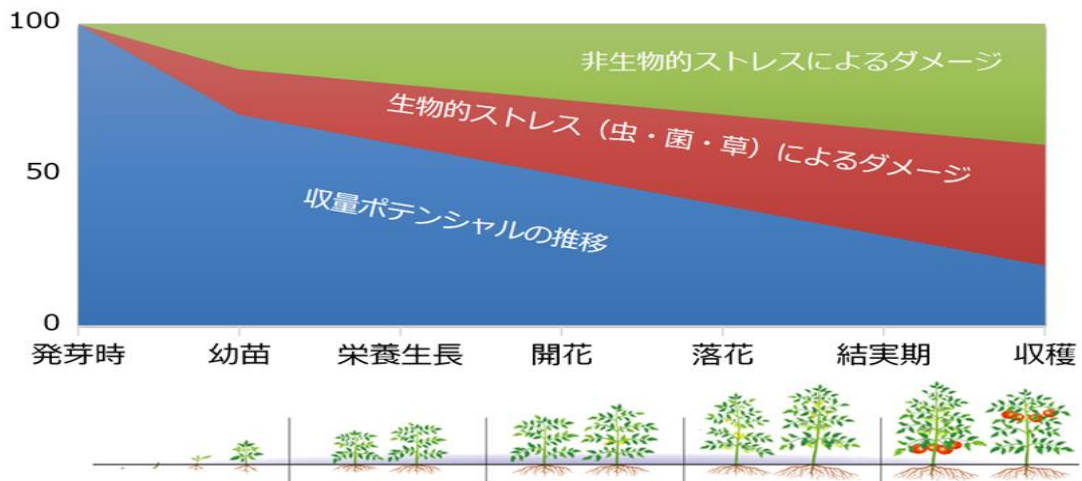 100
非生物的ストレスによるダメージ
生物的ストレス（虫・菌・草）によるダメージ
50
収量ポテンシャルの推移
0
発芽時 幼苗 栄養生長 開花 落花 結実期 収穫